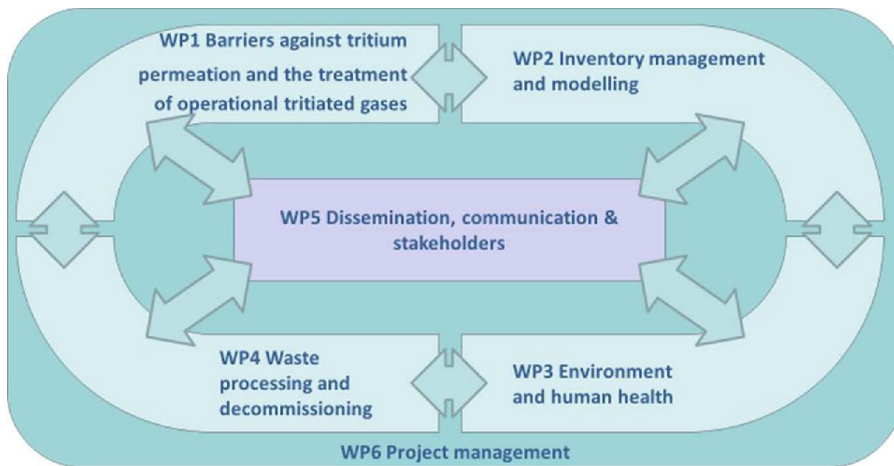 WP1 Barriers against tritium
permeation and the treatment
of operational tritiated gases
WP2 Inventory management
and modelling
WP5 Dissemination, communication &
stakeholders
WP4 Waste
processing and
decommissioning
WP3 Environment
and human health
WP6 Project management